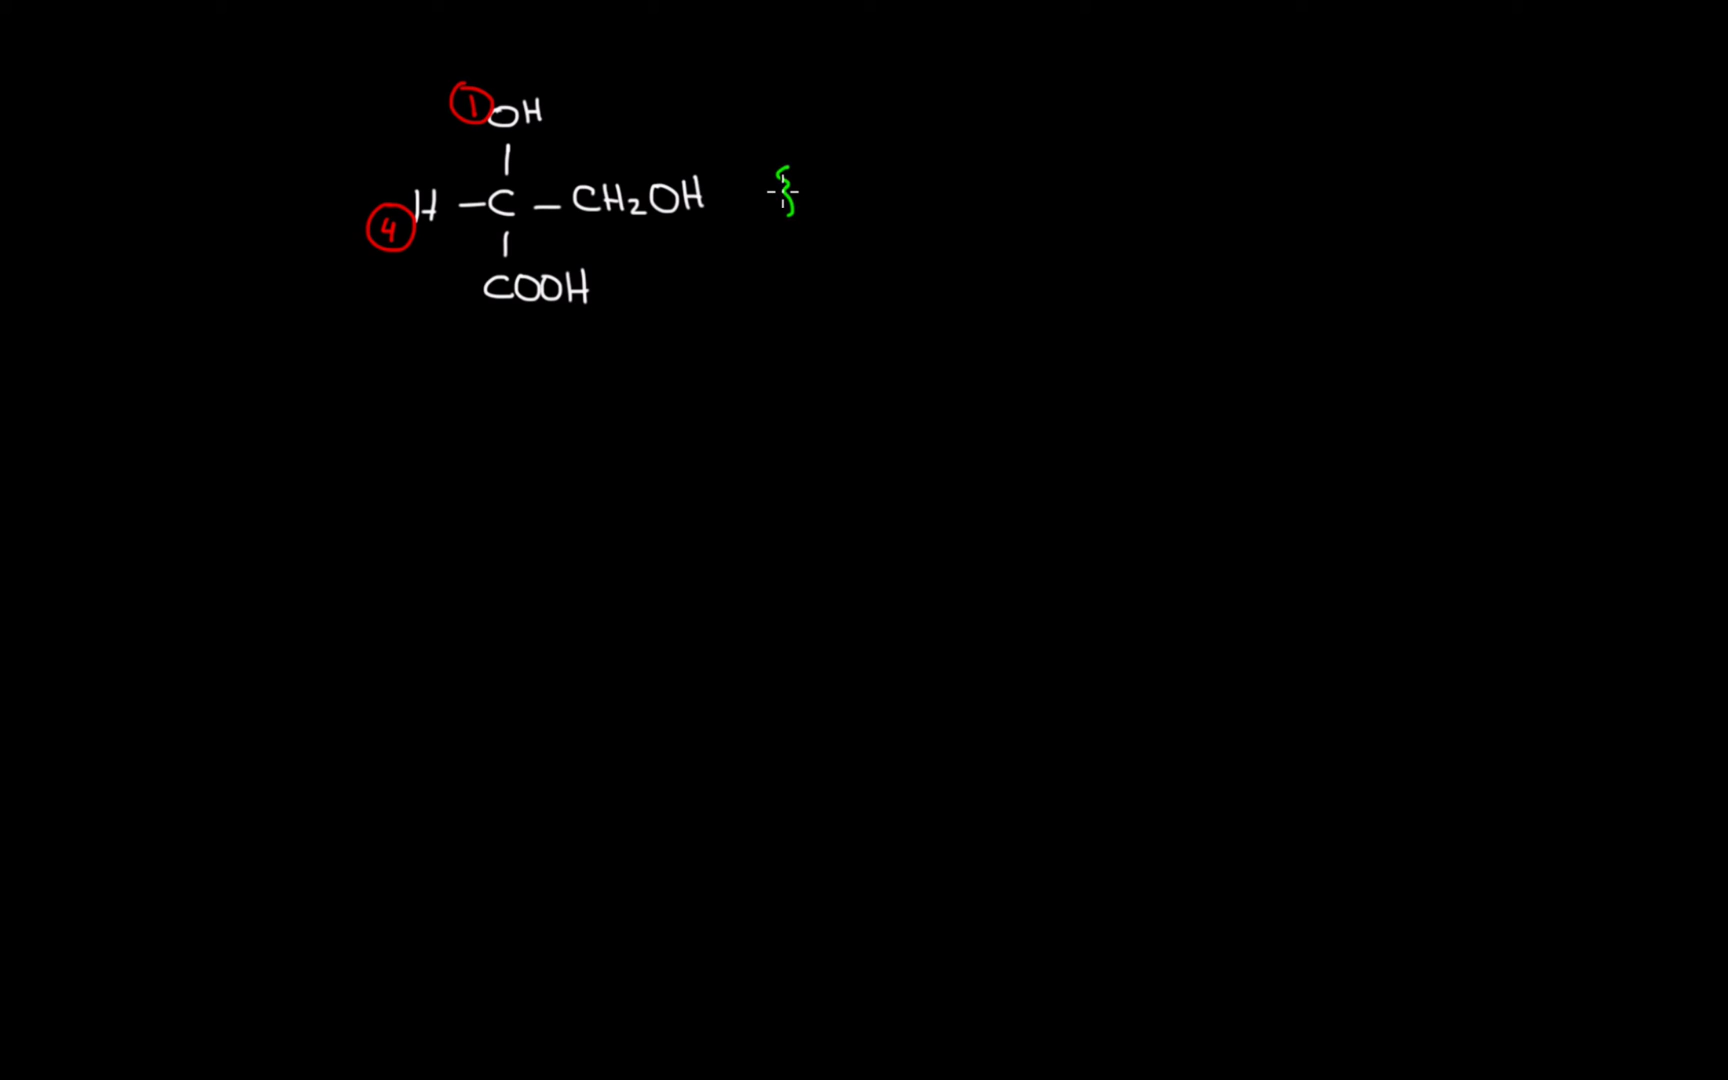 ① OH
|
④ H – C – CH₂OH {
|
COOH